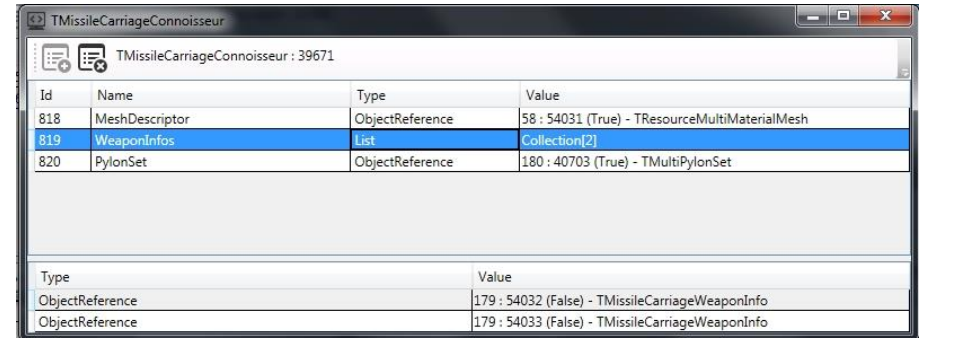 TMissileCarriageConnoisseur
TMissileCarriageConnoisseur : 39671
Id Name Type Value
818 MeshDescriptor ObjectReference 58 : 54031 (True) - TResourceMultiMaterialMesh
819 WeaponInfos List Collection[2]
820 PylonSet ObjectReference 180 : 40703 (True) - TMultiPylonSet
Type Value
ObjectReference 179 : 54032 (False) - TMissileCarriageWeaponInfo
ObjectReference 179 : 54033 (False) - TMissileCarriageWeaponInfo